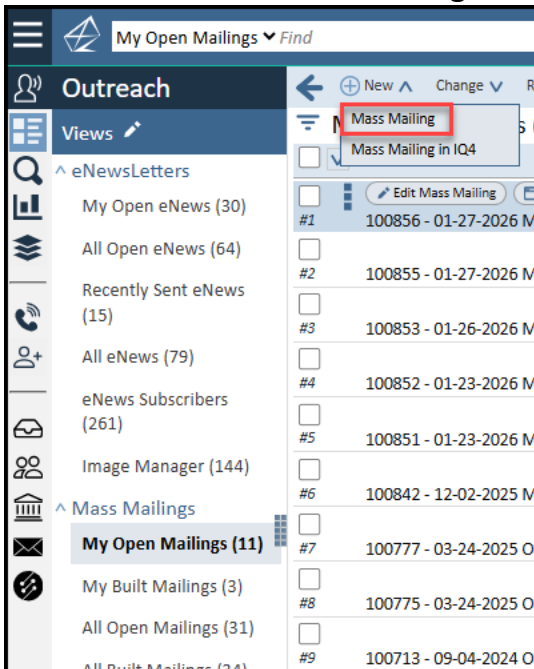 My Open Mailings Find
Outreach
New Change
Views
Mass Mailing
Mass Mailing in IQ4
eNewsLetters
My Open eNews (30)
Edit Mass Mailing
#1 100856 - 01-27-2026 M
All Open eNews (64)
#2 100855 - 01-27-2026 M
Recently Sent eNews
(15)
#3 100853 - 01-26-2026 M
All eNews (79)
#4 100852 - 01-23-2026 M
eNews Subscribers
(261)
#5 100851 - 01-23-2026 M
Image Manager (144)
#6 100842 - 12-02-2025 M
Mass Mailings
My Open Mailings (11)
#7 100777 - 03-24-2025 O
My Built Mailings (3)
#8 100775 - 03-24-2025 O
All Open Mailings (31)
#9 100713 - 09-04-2024 O